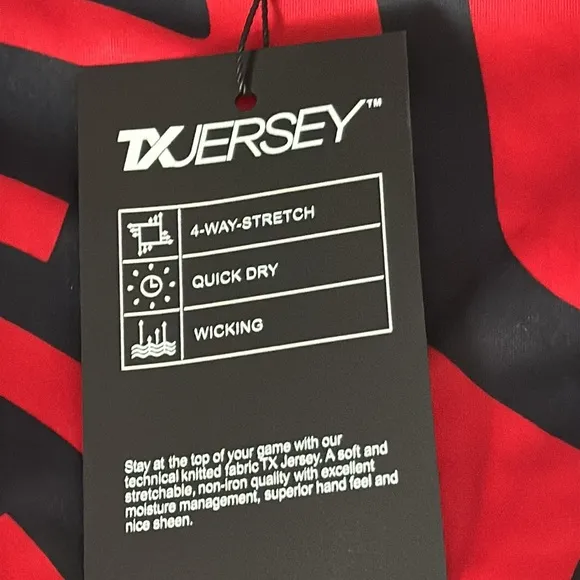 TXJERSEY™
4-WAY-STRETCH
QUICK DRY
WICKING
Stay at the top of your game with our
technical knitted fabric TX Jersey. A soft and
stretchable, non-iron quality with excellent
moisture management, superior hand feel and
nice sheen.